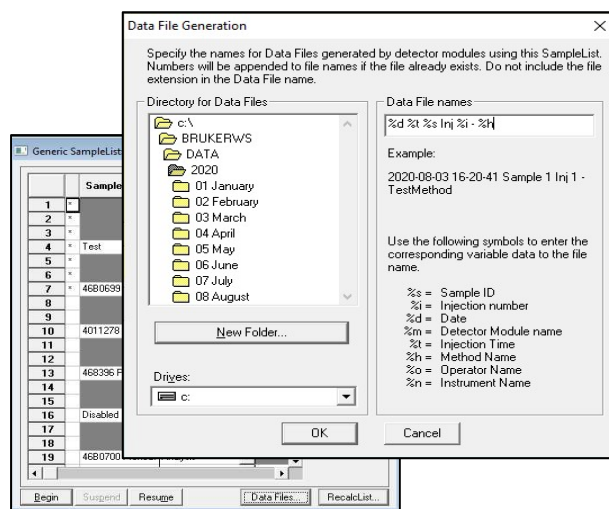 Data File Generation
Specify the names for Data Files generated by detector modules using this SampleList.
Numbers will be appended to file names if the file already exists. Do not include the file
extension in the Data File name.
Directory for Data Files
c:\
BRUKERWS
DATA
2020
01 January
02 February
03 March
04 April
05 May
06 June
07 July
08 August
New Folder...
Drives:
c:
Data File names
%d %t %s Inj %i - %h
Example:
2020-08-03 16-20-41 Sample 1 Inj 1 -
TestMethod
Use the following symbols to enter the
corresponding variable data to the file
name.
%s = Sample ID
%i = Injection number
%d = Date
%m = Detector Module name
%t = Injection Time
%h = Method Name
%o = Operator Name
%n = Instrument Name
OK
Cancel
Generic SampleList
Sample
1
2
3
4 Test
5
6
7 46B0699
8
9
10 4011278
11
12
13 468396
14
15
16 Disabled
17
18
19 46B0700
Begin
Suspend
Resume
Data Files...
RecalcList...